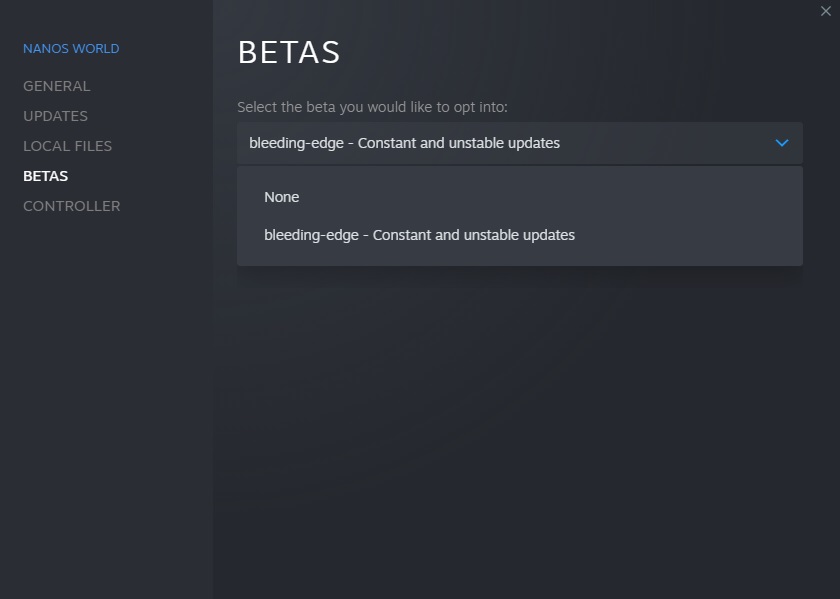 NANOS WORLD
GENERAL
UPDATES
LOCAL FILES
BETAS
CONTROLLER
BETAS
Select the beta you would like to opt into:
bleeding-edge - Constant and unstable updates
None
bleeding-edge - Constant and unstable updates